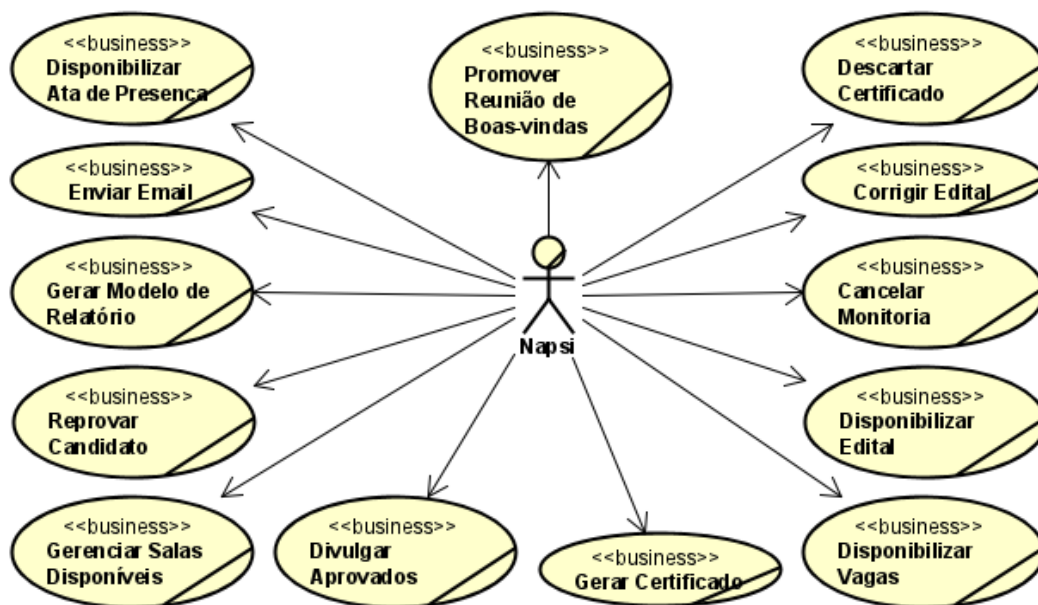 <<business>>
Disponibilizar
Ata de Presença
<<business>>
Promover
Reunião de
Boas-vindas
<<business>>
Descartar
Certificado
<<business>>
Enviar Email
<<business>>
Corrigir Edital
<<business>>
Gerar Modelo de
Relatório
Napsi
<<business>>
Cancelar
Monitoria
<<business>>
Reprovar
Candidato
<<business>>
Disponibilizar
Edital
<<business>>
Gerenciar Salas
Disponíveis
<<business>>
Divulgar
Aprovados
<<business>>
Gerar Certificado
<<business>>
Disponibilizar
Vagas